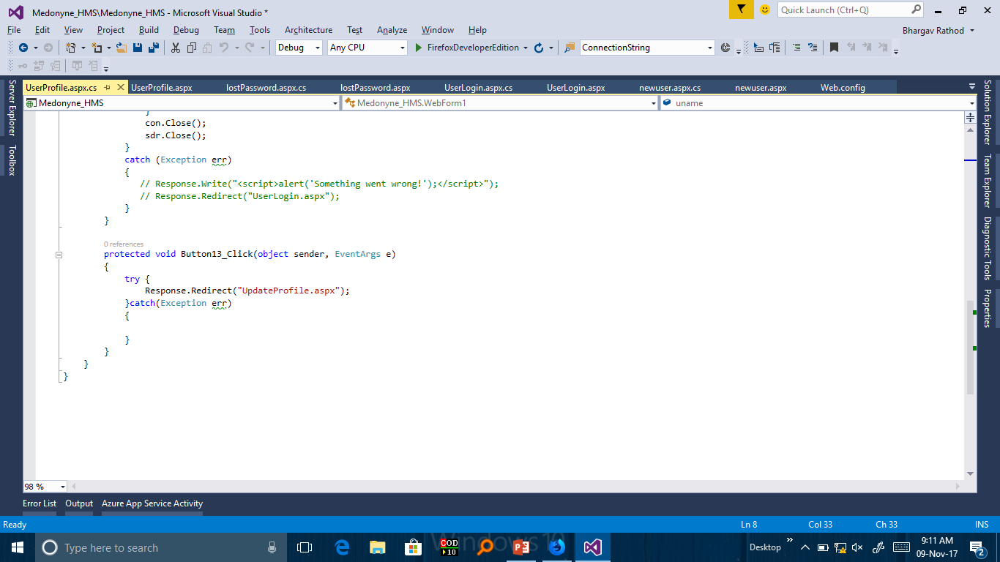 Medonyne_HMS\Medonyne_HMS - Microsoft Visual Studio *
Quick Launch (Ctrl+Q)
File Edit View Project Build Debug Team Tools Architecture Test Analyze Window Help
Bhargav Rathod
Debug Any CPU FirefoxDeveloperEdition ConnectionString
UserProfile.aspx.cs UserProfile.aspx lostPassword.aspx.cs lostPassword.aspx UserLogin.aspx.cs UserLogin.aspx newuser.aspx.cs newuser.aspx Web.config
Medonyne_HMS Medonyne_HMS.WebForm1 uname
Server Explorer
Toolbox
Solution Explorer
Team Explorer
Diagnostic Tools
Properties
}
con.Close();
sdr.Close();
}
catch (Exception err)
{
// Response.Write("<script>alert('Something went wrong!');</script>");
// Response.Redirect("UserLogin.aspx");
}
}
0 references
protected void Button13_Click(object sender, EventArgs e)
{
try {
Response.Redirect("UpdateProfile.aspx");
}catch(Exception err)
{
}
}
}
}
98 %
Error List Output Azure App Service Activity
Ready Ln 8 Col 33 Ch 33 INS
Type here to search
COD
10
Windows 10
Desktop
9:11 AM
09-Nov-17
2